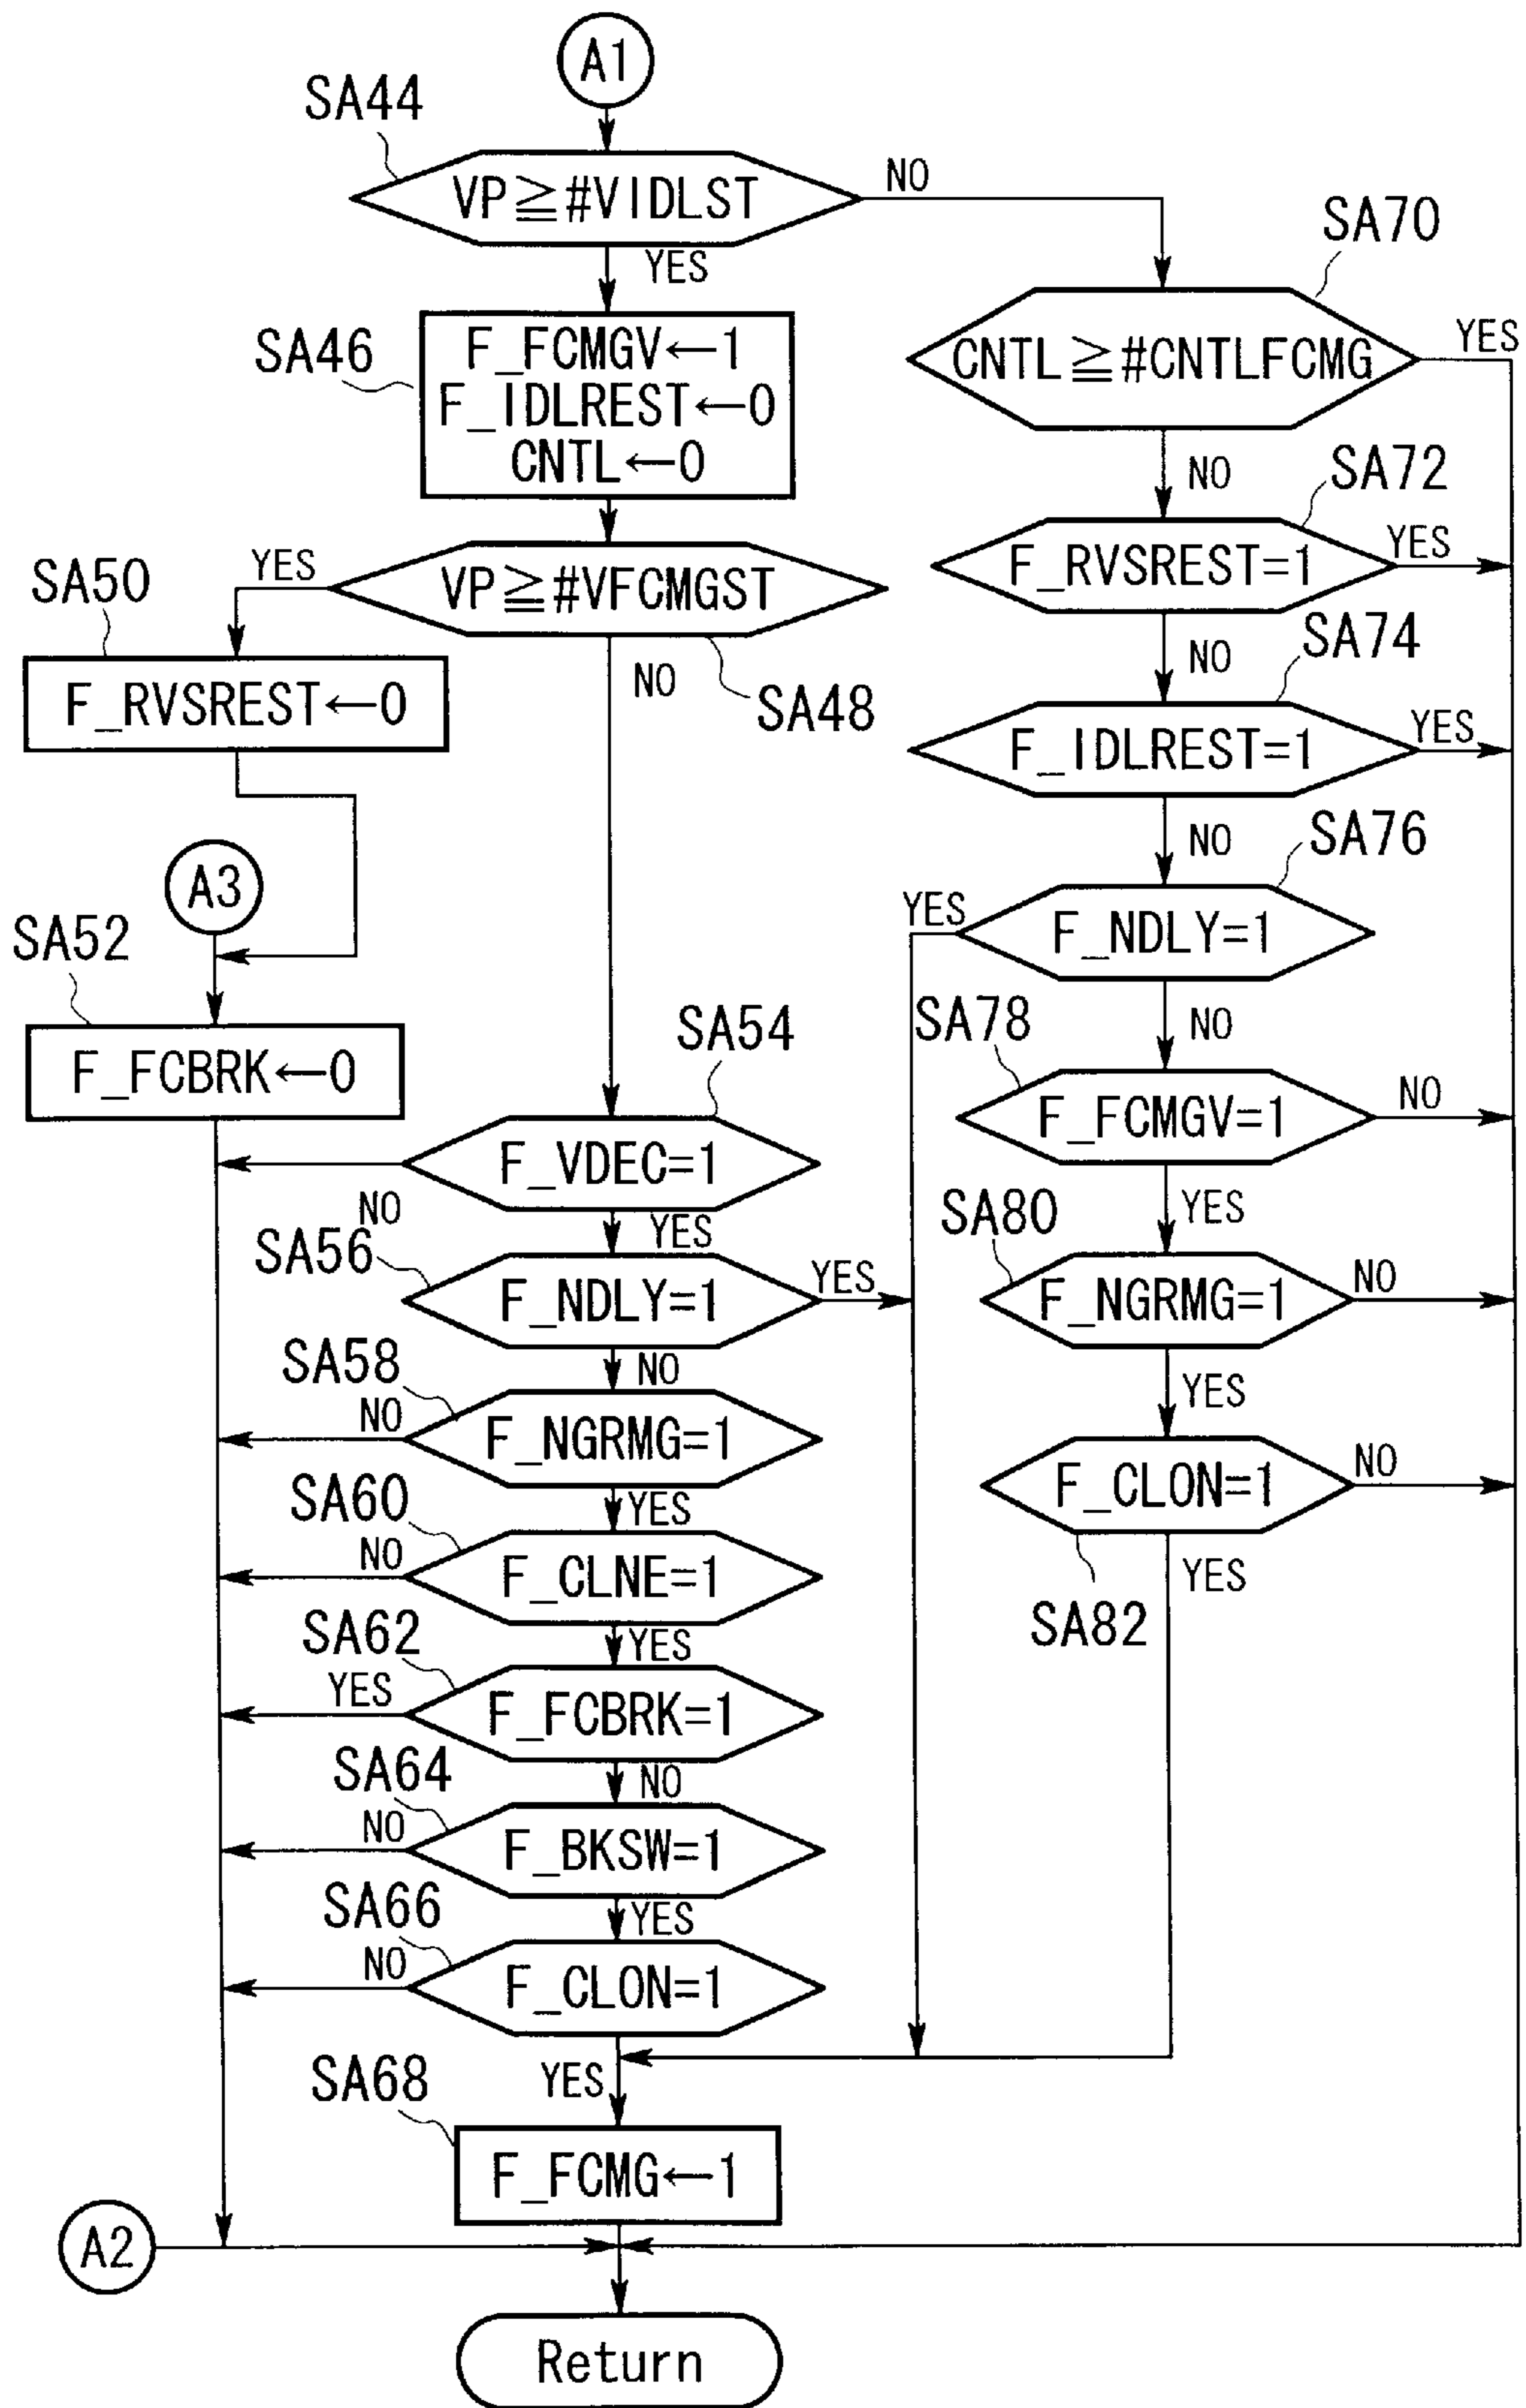 A1
SA44
VP≧#VIDLST
NO
YES
SA70
CNTL≧#CNTLFCMG
YES
NO
SA46
F_FCMGV←1
F_IDLREST←0
CNTL←0
SA72
F_RVSREST=1
YES
NO
SA50
YES
VP≧#VFCMGST
NO
SA48
F_RVSREST←0
SA74
F_IDLREST=1
YES
NO
A3
SA76
YES
F_NDLY=1
NO
SA52
F_FCBRK←0
SA78
F_FCMGV=1
NO
YES
SA54
F_VDEC=1
NO
YES
SA80
F_NGRMG=1
NO
YES
SA56
F_NDLY=1
YES
NO
SA58
NO
F_NGRMG=1
YES
F_CLON=1
NO
YES
SA82
SA60
NO
F_CLNE=1
YES
SA62
YES
F_FCBRK=1
NO
SA64
NO
F_BKSW=1
YES
SA66
NO
F_CLON=1
YES
SA68
F_FCMG←1
A2
Return